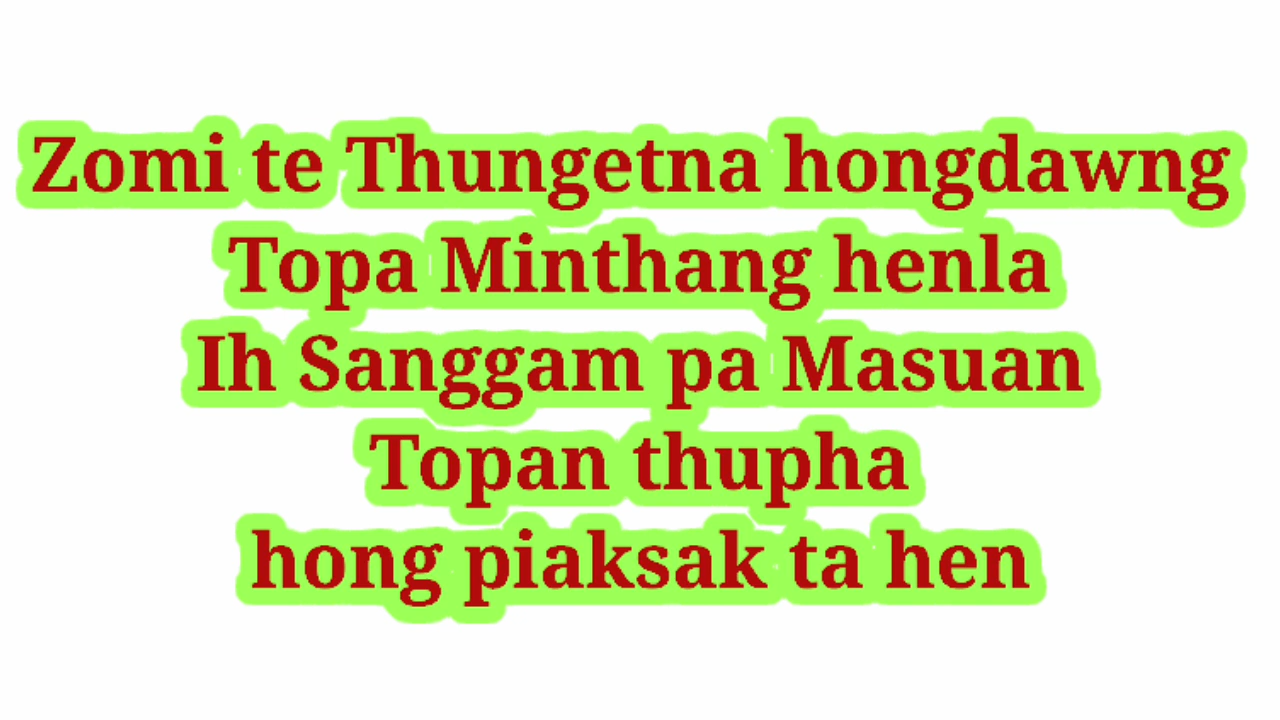 Zomi te Thungetna hongdawng
Topa Minthang henla
Ih Sanggam pa Masuan
Topan thupha
hong piaksak ta hen